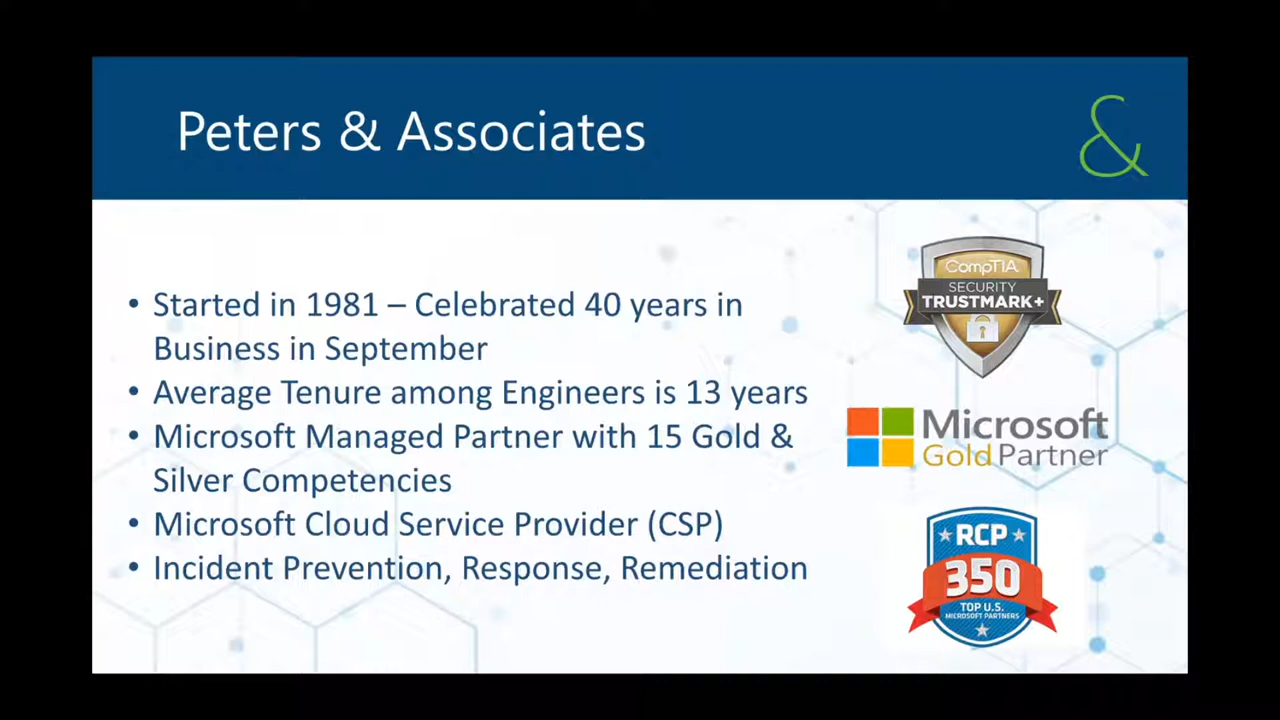 Peters & Associates
&
• Started in 1981 – Celebrated 40 years in
Business in September
• Average Tenure among Engineers is 13 years
• Microsoft Managed Partner with 15 Gold &
Silver Competencies
• Microsoft Cloud Service Provider (CSP)
• Incident Prevention, Response, Remediation
CompTIA
SECURITY
TRUSTMARK+
Microsoft
Gold Partner
RCP
350
TOP U.S.
MICROSOFT PARTNERS